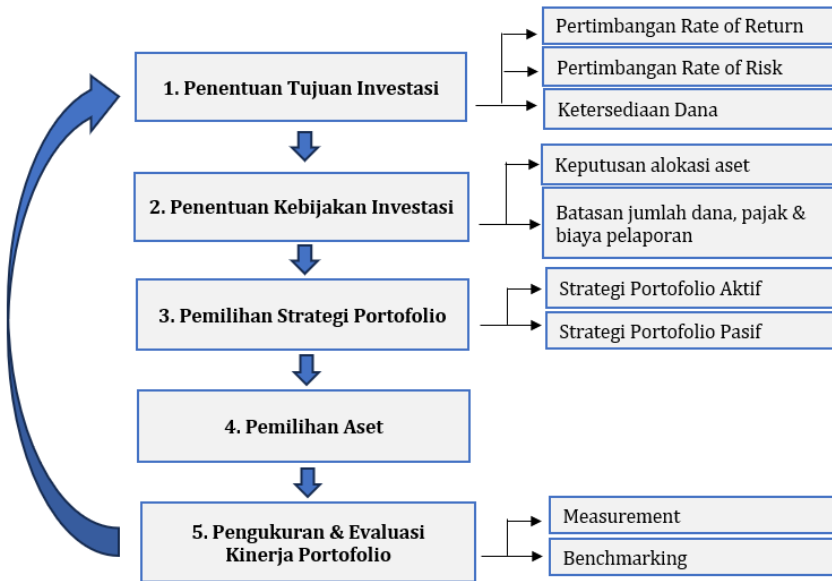 1. Penentuan Tujuan Investasi
Pertimbangan Rate of Return
Pertimbangan Rate of Risk
Ketersediaan Dana
2. Penentuan Kebijakan Investasi
Keputusan alokasi aset
Batasan jumlah dana, pajak &
biaya pelaporan
3. Pemilihan Strategi Portofolio
Strategi Portofolio Aktif
Strategi Portofolio Pasif
4. Pemilihan Aset
5. Pengukuran & Evaluasi
Kinerja Portofolio
Measurement
Benchmarking